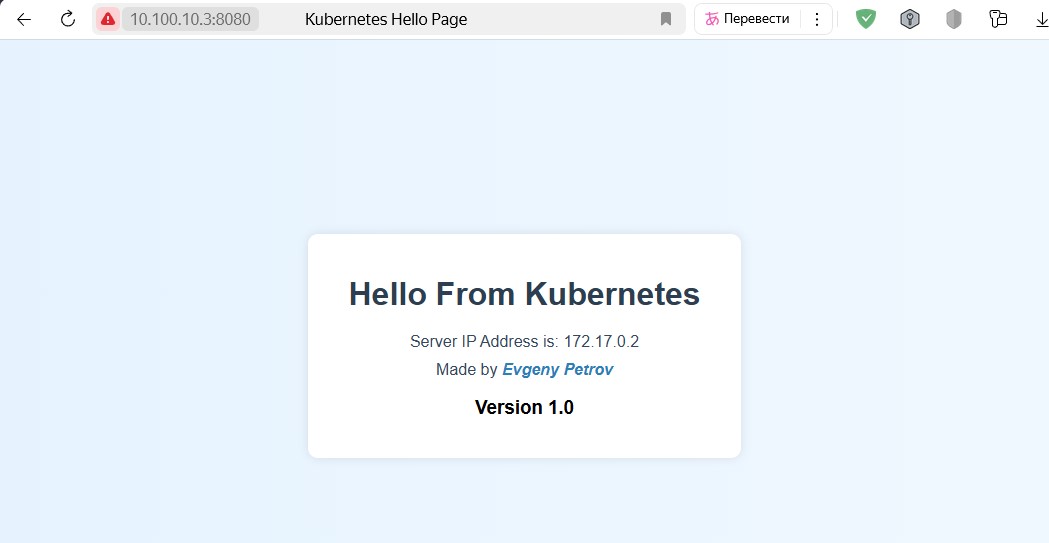 10.100.10.3:8080 Kubernetes Hello Page あ Перевести
Hello From Kubernetes
Server IP Address is: 172.17.0.2
Made by Evgeny Petrov
Version 1.0